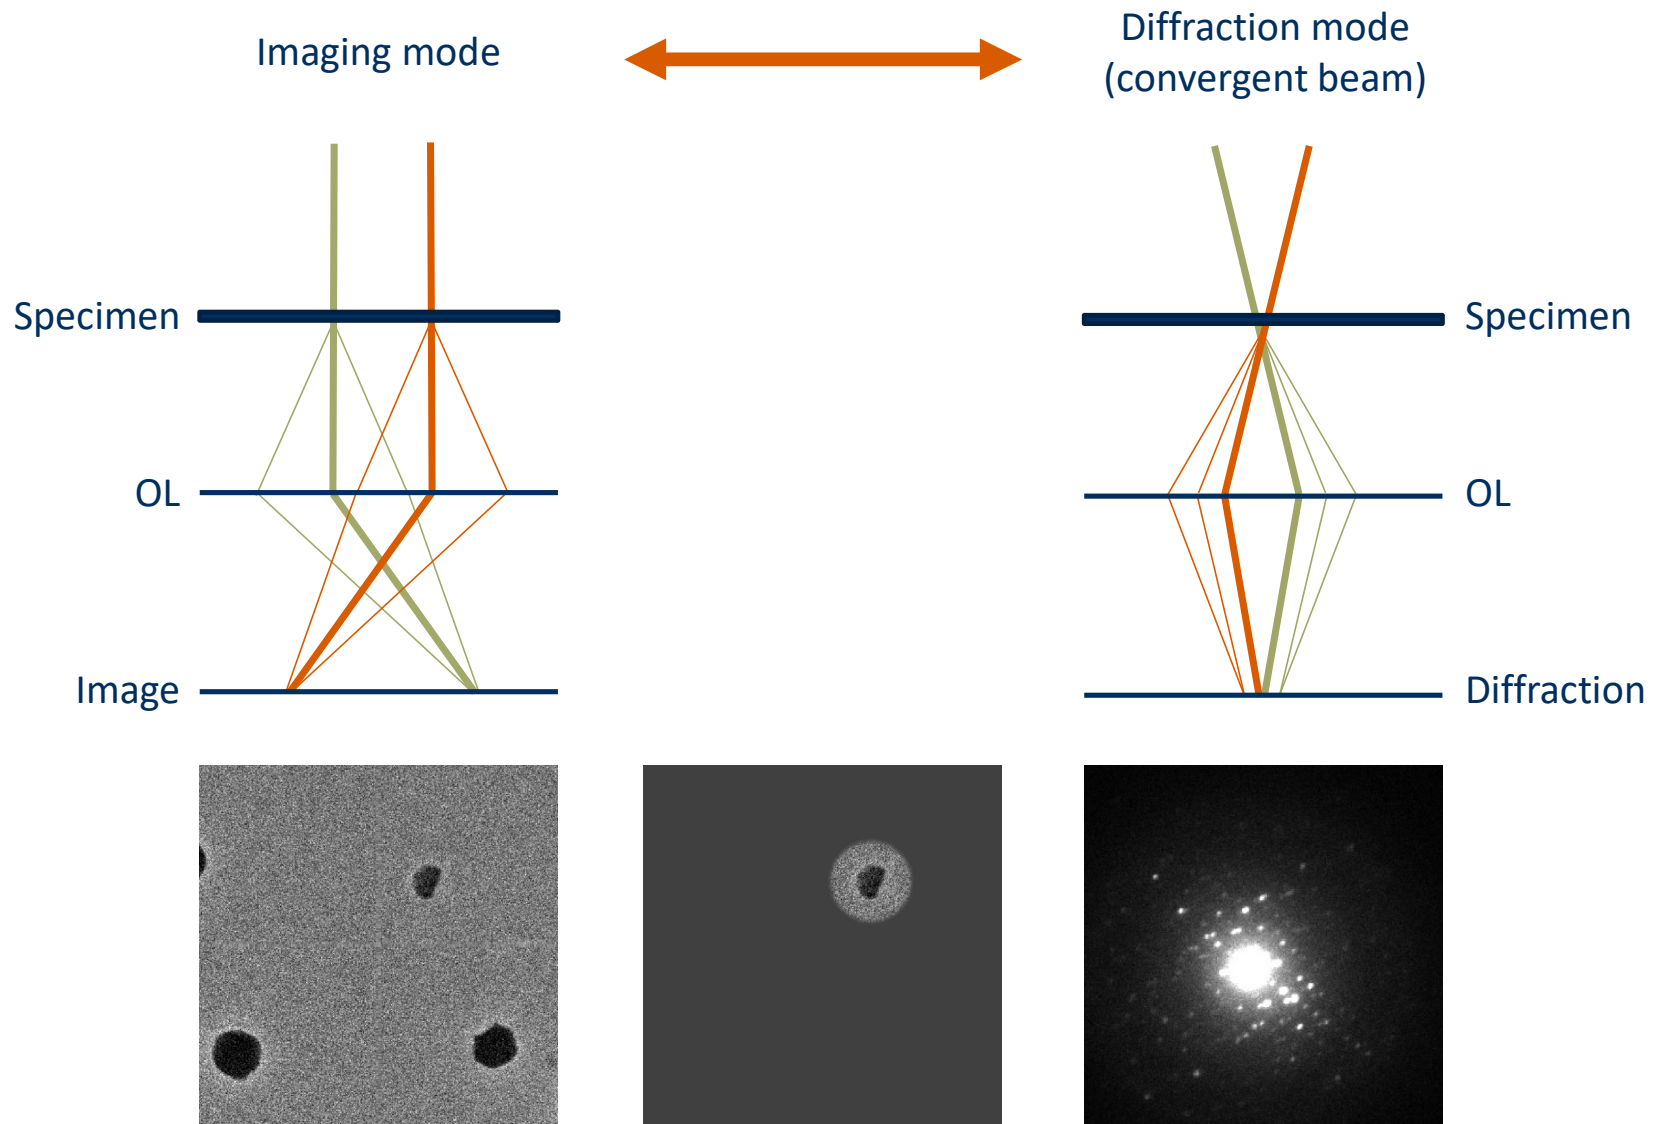 Imaging mode
Diffraction mode
(convergent beam)
Specimen
Specimen
OL
OL
Image
Diffraction